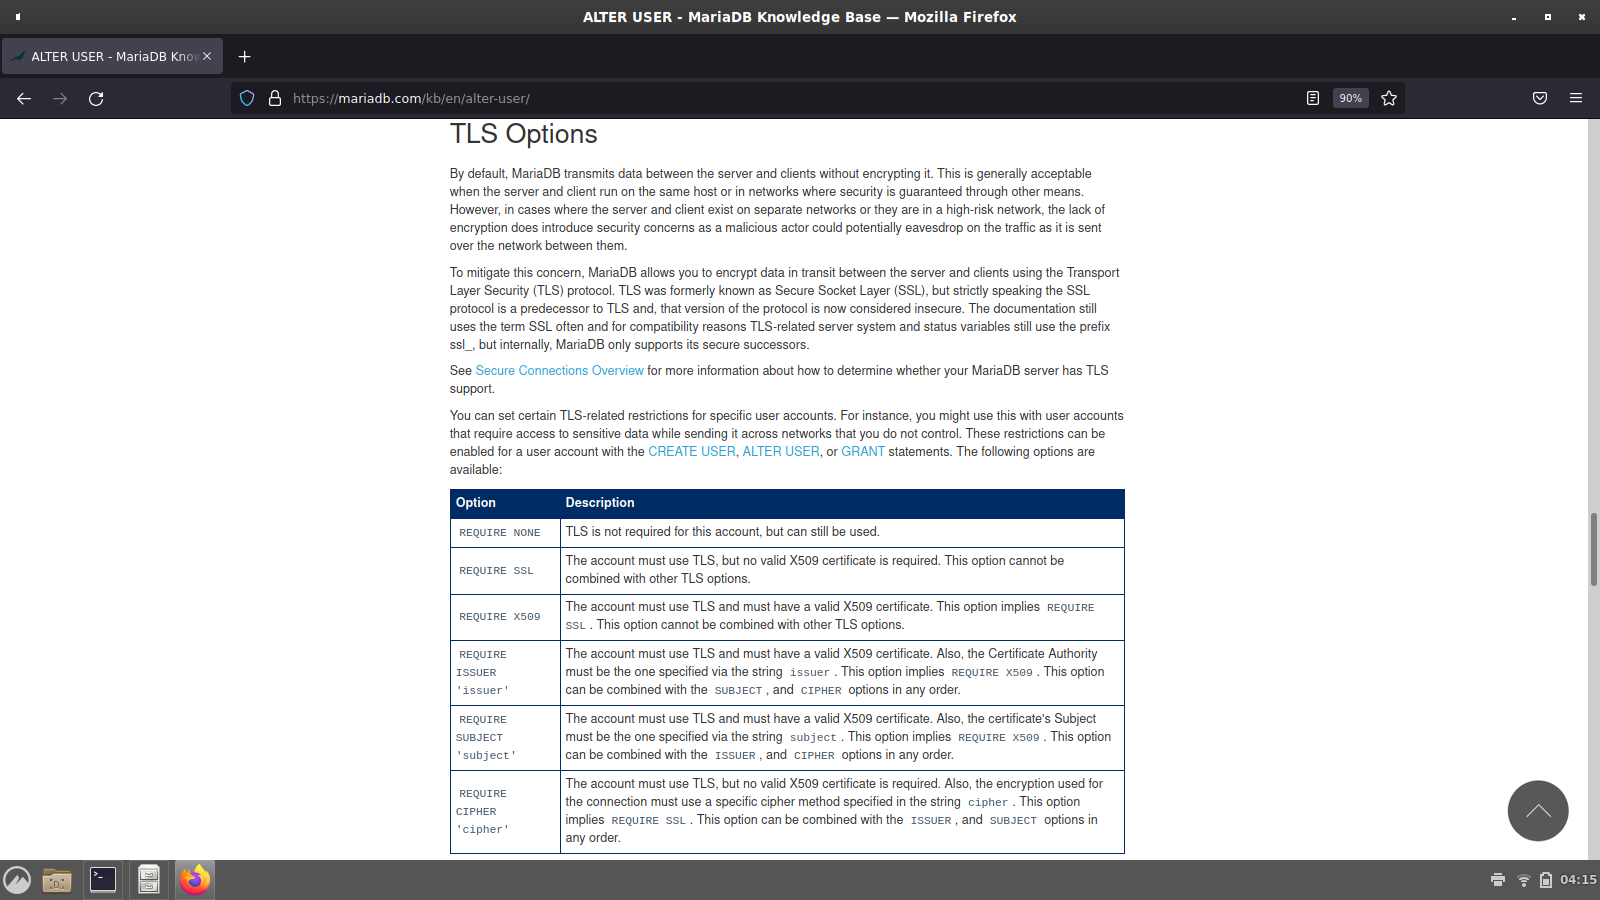 ALTER USER - MariaDB Knowledge Base — Mozilla Firefox
ALTER USER - MariaDB Know
https://mariadb.com/kb/en/alter-user/
90%
TLS Options
By default, MariaDB transmits data between the server and clients without encrypting it. This is generally acceptable
when the server and client run on the same host or in networks where security is guaranteed through other means.
However, in cases where the server and client exist on separate networks or they are in a high-risk network, the lack of
encryption does introduce security concerns as a malicious actor could potentially eavesdrop on the traffic as it is sent
over the network between them.
To mitigate this concern, MariaDB allows you to encrypt data in transit between the server and clients using the Transport
Layer Security (TLS) protocol. TLS was formerly known as Secure Socket Layer (SSL), but strictly speaking the SSL
protocol is a predecessor to TLS and, that version of the protocol is now considered insecure. The documentation still
uses the term SSL often and for compatibility reasons TLS-related server system and status variables still use the prefix
ssl_, but internally, MariaDB only supports its secure successors.
See Secure Connections Overview for more information about how to determine whether your MariaDB server has TLS
support.
You can set certain TLS-related restrictions for specific user accounts. For instance, you might use this with user accounts
that require access to sensitive data while sending it across networks that you do not control. These restrictions can be
enabled for a user account with the CREATE USER, ALTER USER, or GRANT statements. The following options are
available:
Option Description
REQUIRE NONE TLS is not required for this account, but can still be used.
REQUIRE SSL
The account must use TLS, but no valid X509 certificate is required. This option cannot be
combined with other TLS options.
REQUIRE X509
The account must use TLS and must have a valid X509 certificate. This option implies REQUIRE
SSL . This option cannot be combined with other TLS options.
REQUIRE
ISSUER
'issuer'
The account must use TLS and must have a valid X509 certificate. Also, the Certificate Authority
must be the one specified via the string issuer . This option implies REQUIRE X509 . This option
can be combined with the SUBJECT , and CIPHER options in any order.
REQUIRE
SUBJECT
'subject'
The account must use TLS and must have a valid X509 certificate. Also, the certificate's Subject
must be the one specified via the string subject . This option implies REQUIRE X509 . This option
can be combined with the ISSUER , and CIPHER options in any order.
REQUIRE
CIPHER
'cipher'
The account must use TLS, but no valid X509 certificate is required. Also, the encryption used for
the connection must use a specific cipher method specified in the string cipher . This option
implies REQUIRE SSL . This option can be combined with the ISSUER , and SUBJECT options in
any order.
04:15